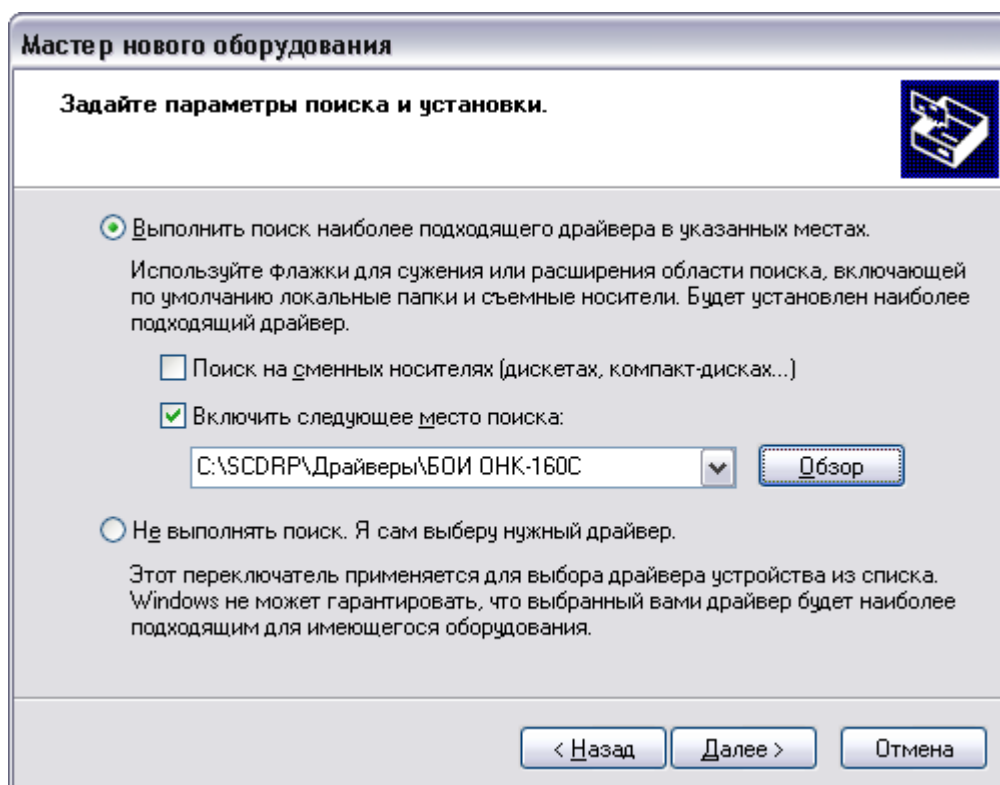 Мастер нового оборудования
Задайте параметры поиска и установки.
Выполнить поиск наиболее подходящего драйвера в указанных местах.
Используйте флажки для сужения или расширения области поиска, включающей
по умолчанию локальные папки и съемные носители. Будет установлен наиболее
подходящий драйвер.
Поиск на сменных носителях (дискетах, компакт-дисках...)
Включить следующее место поиска:
C:\SCDRP\Драйверы\БОИ ОНК-160С
Обзор
Не выполнять поиск. Я сам выберу нужный драйвер.
Этот переключатель применяется для выбора драйвера устройства из списка.
Windows не может гарантировать, что выбранный вами драйвер будет наиболее
подходящим для имеющегося оборудования.
< Назад
Далее >
Отмена